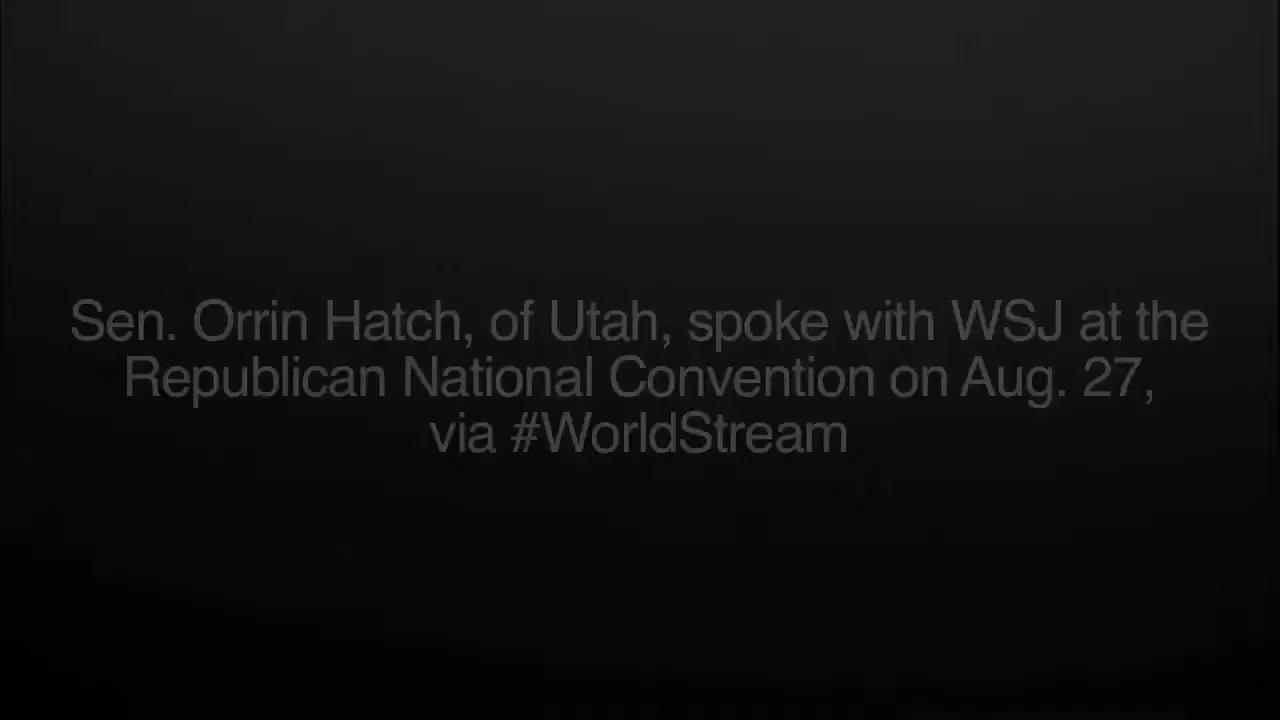 Sen. Orrin Hatch, of Utah, spoke with WSJ at the
Republican National Convention on Aug. 27,
via #WorldStream